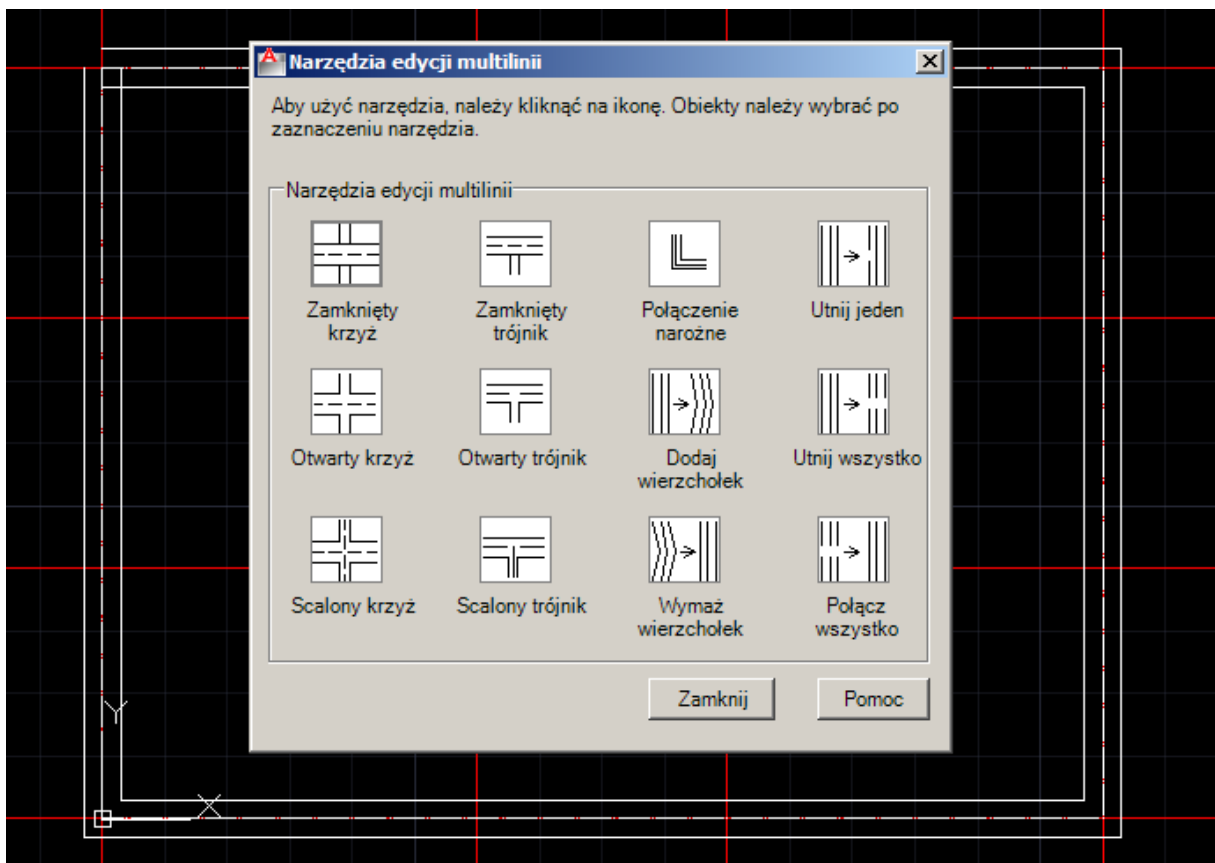 Narzędzia edycji multilinii
Aby użyć narzędzia, należy kliknąć na ikonę. Obiekty należy wybrać po
zaznaczeniu narzędzia.
Narzędzia edycji multilinii
Zamknięty
krzyż
Zamknięty
trójnik
Połączenie
narożne
Utnij jeden
Otwarty krzyż
Otwarty trójnik
Dodaj
wierzchołek
Utnij wszystko
Scalony krzyż
Scalony trójnik
Wymaż
wierzchołek
Połącz
wszystko
Zamknij
Pomoc
Y
X